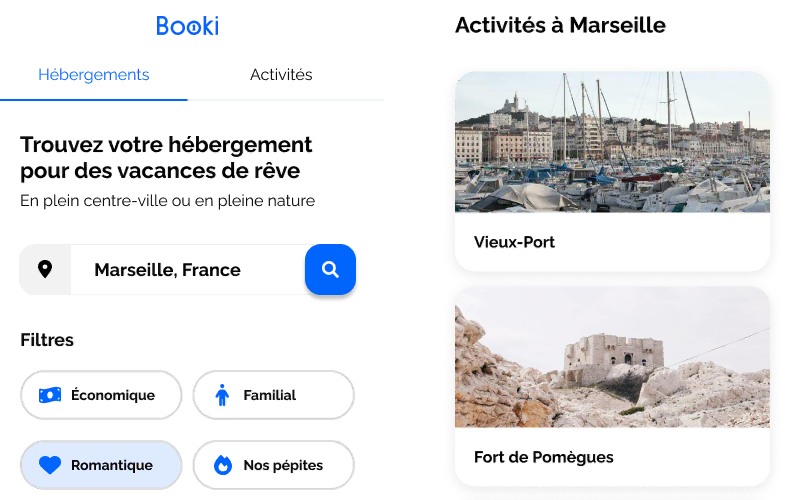 Booki
Hébergements
Activités
Trouvez votre hébergement
pour des vacances de rêve
En plein centre-ville ou en pleine nature
Marseille, France
Filtres
Économique
Familial
Romantique
Nos pépites
Activités à Marseille
Vieux-Port
Fort de Pomègues